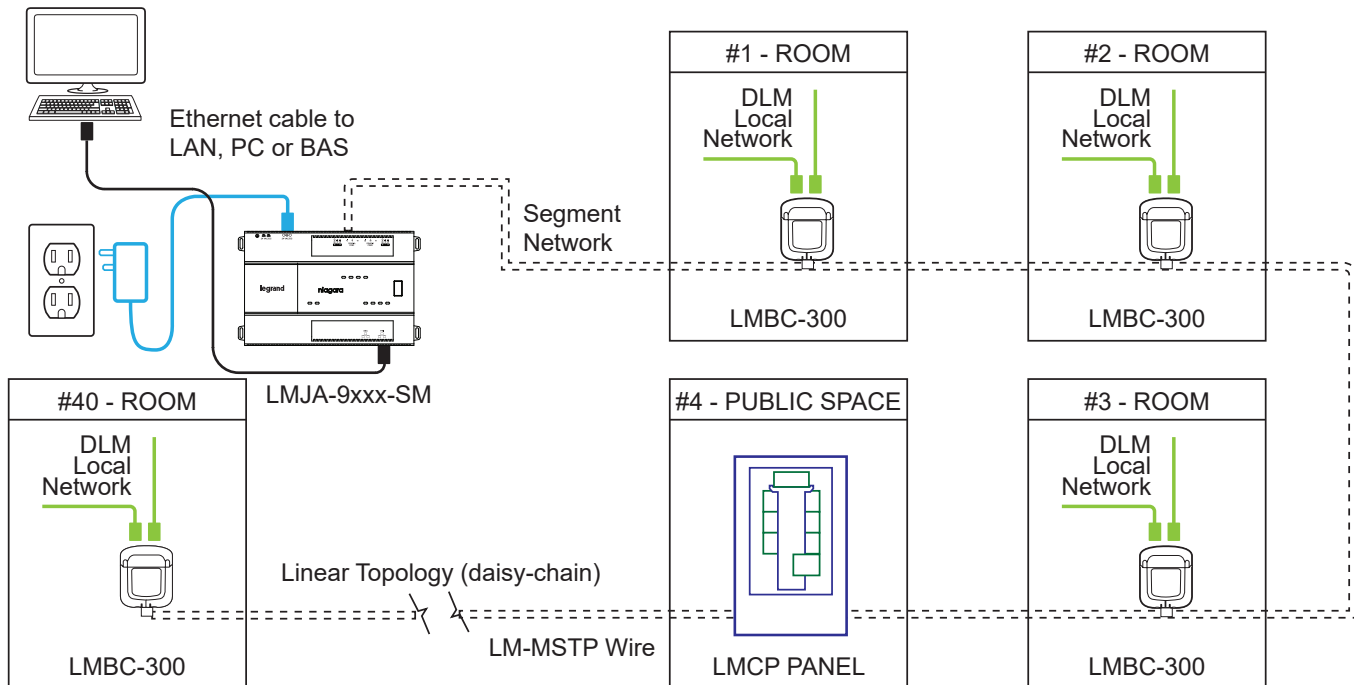 Ethernet cable to
LAN, PC or BAS
legrand
niagara
LMJA-9xxx-SM
Segment
Network
#1 - ROOM
DLM
Local
Network
LMBC-300
#2 - ROOM
DLM
Local
Network
LMBC-300
#40 - ROOM
DLM
Local
Network
LMBC-300
Linear Topology (daisy-chain)
LM-MSTP Wire
#4 - PUBLIC SPACE
LMCP PANEL
#3 - ROOM
DLM
Local
Network
LMBC-300